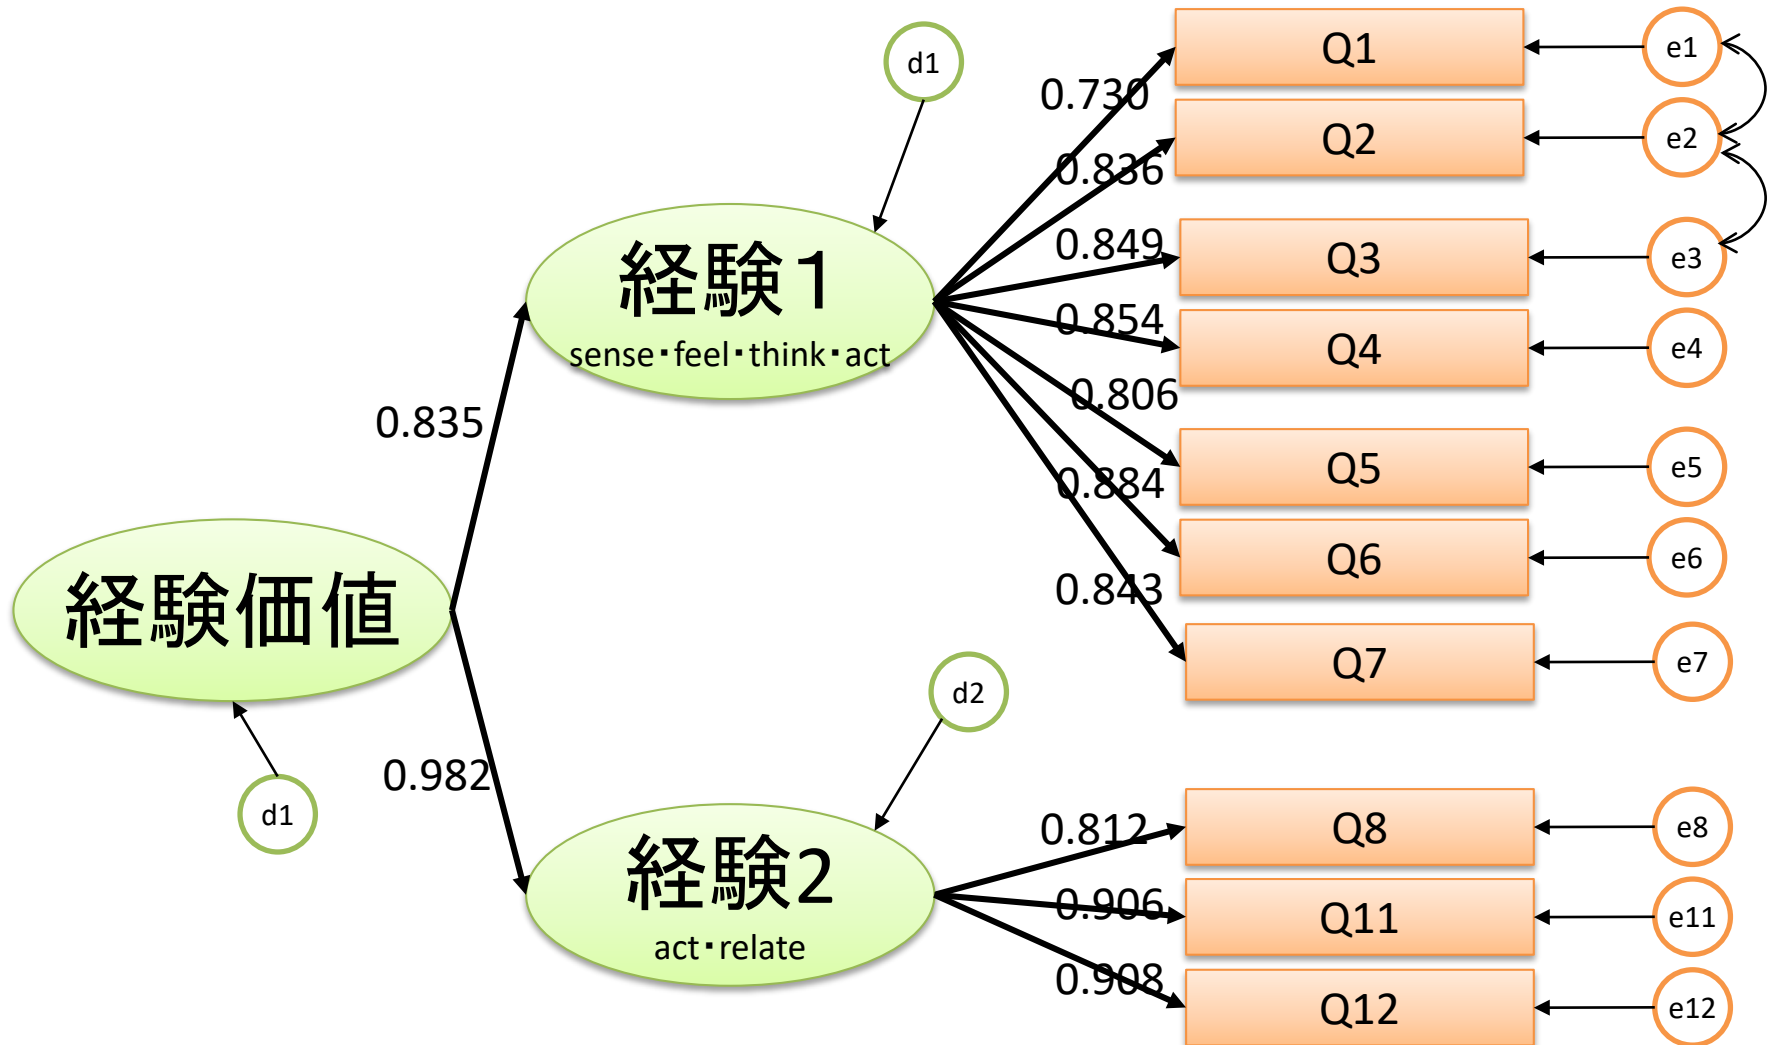 d1
Q1
e1
0.730
Q2
e2
0.836
経験1
sense・feel・think・act
0.849
Q3
e3
0.854
Q4
e4
0.835
0.806
Q5
e5
0.884
Q6
e6
経験価値
0.843
Q7
e7
d2
0.982
d1
経験2
act・relate
0.812
Q8
e8
0.906
Q11
e11
0.908
Q12
e12